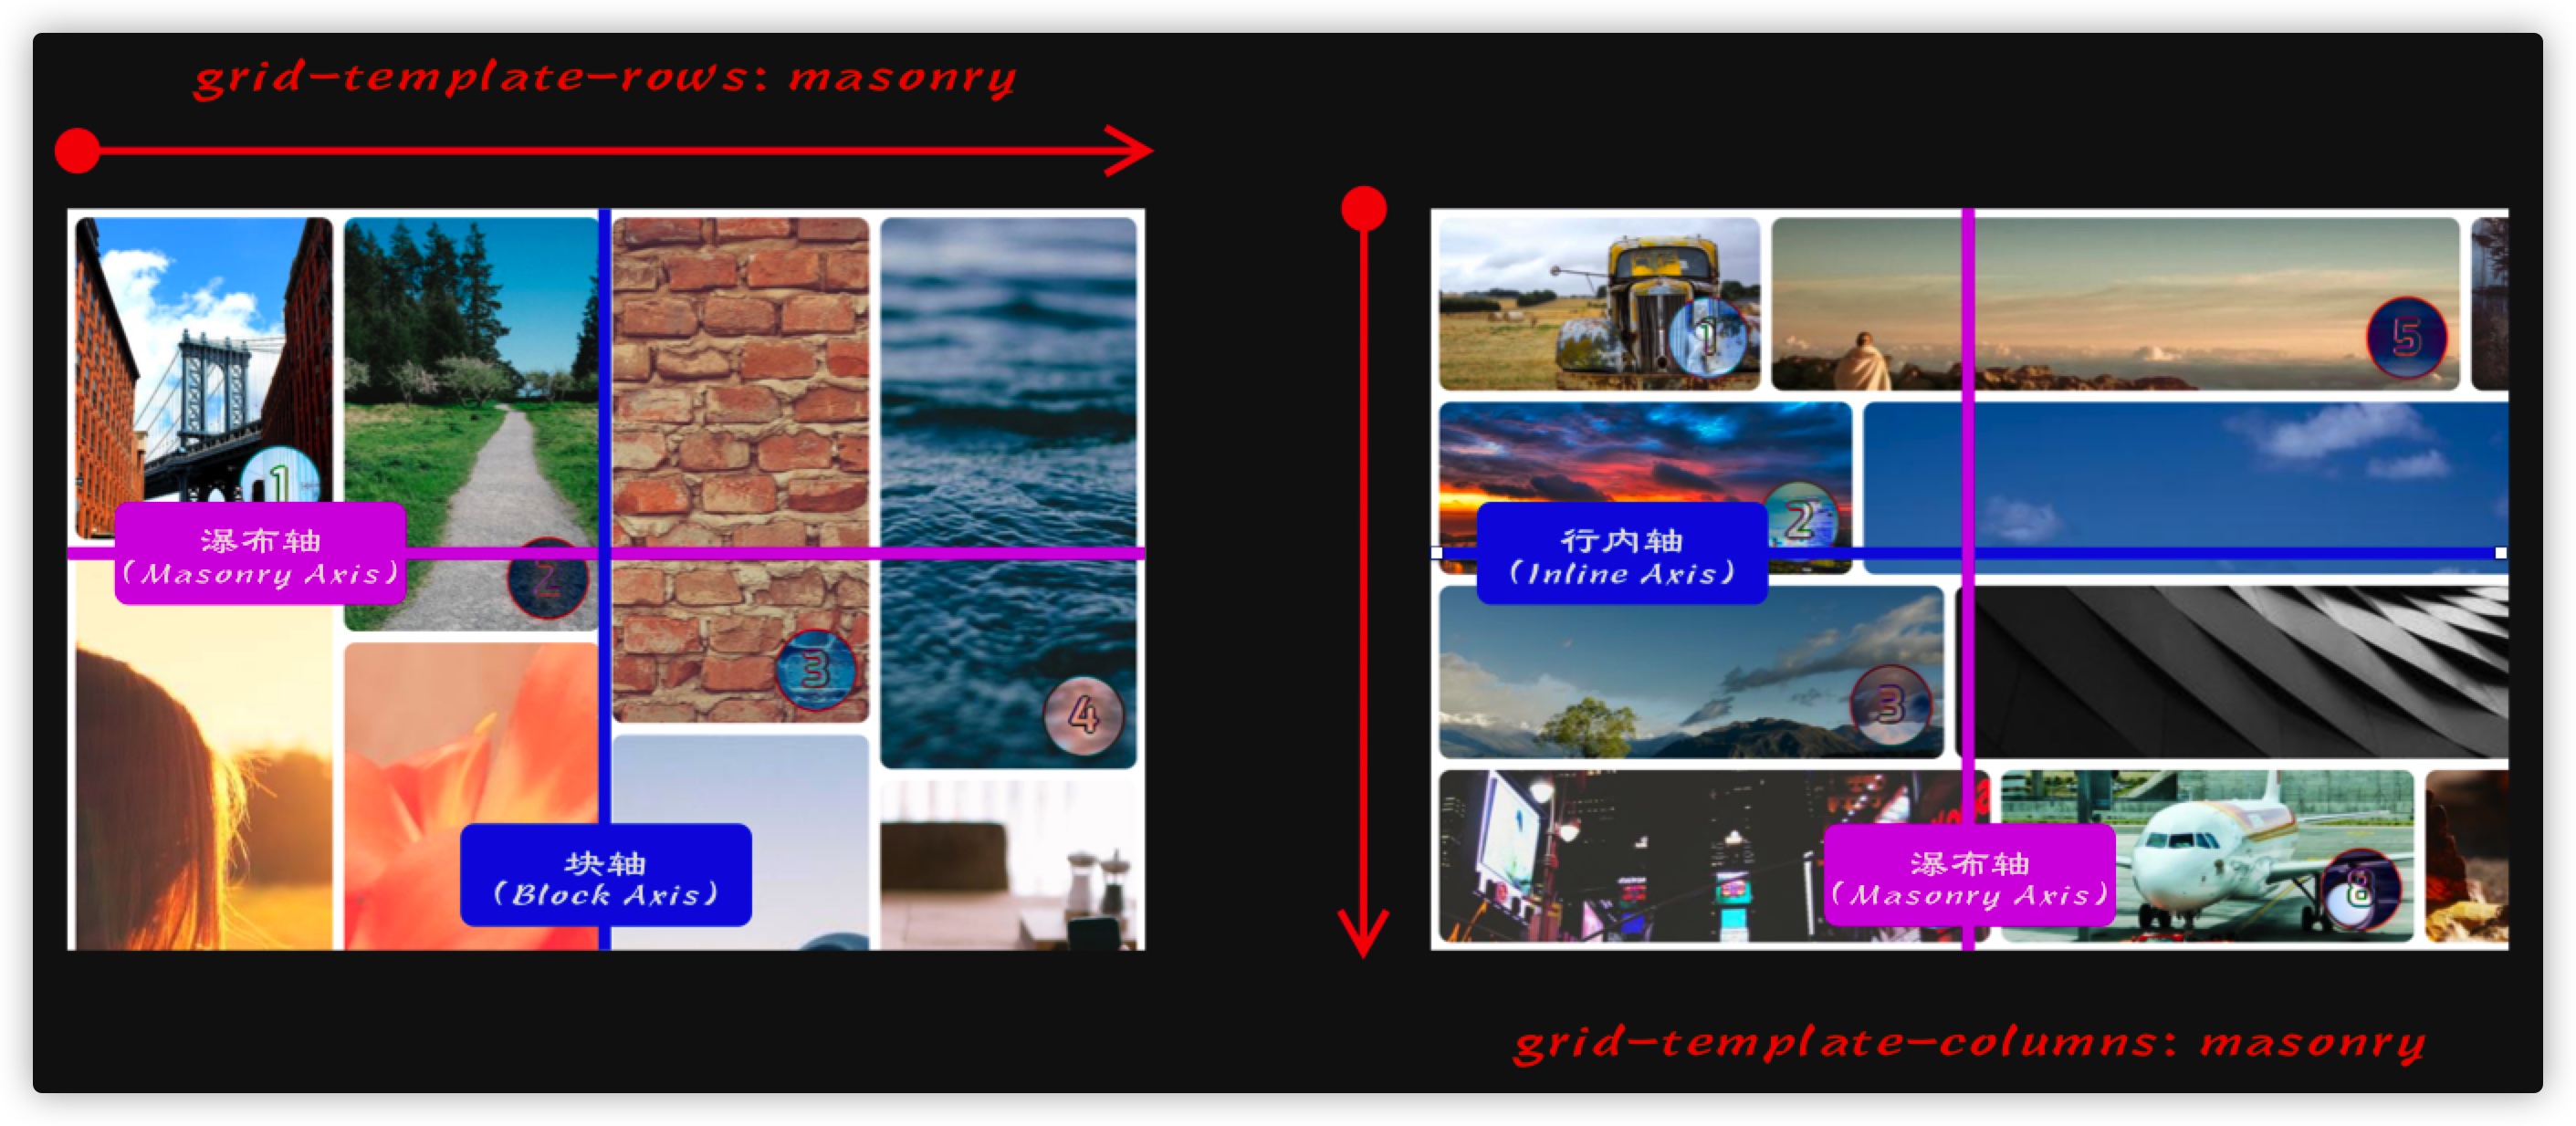 grid-template-rows: masonry
1
2
3
4
瀑布轴
(Masonry Axis)
块轴
(Block Axis)
1
5
2
行内轴
(Inline Axis)
3
8
瀑布轴
(Masonry Axis)
grid-template-columns: masonry